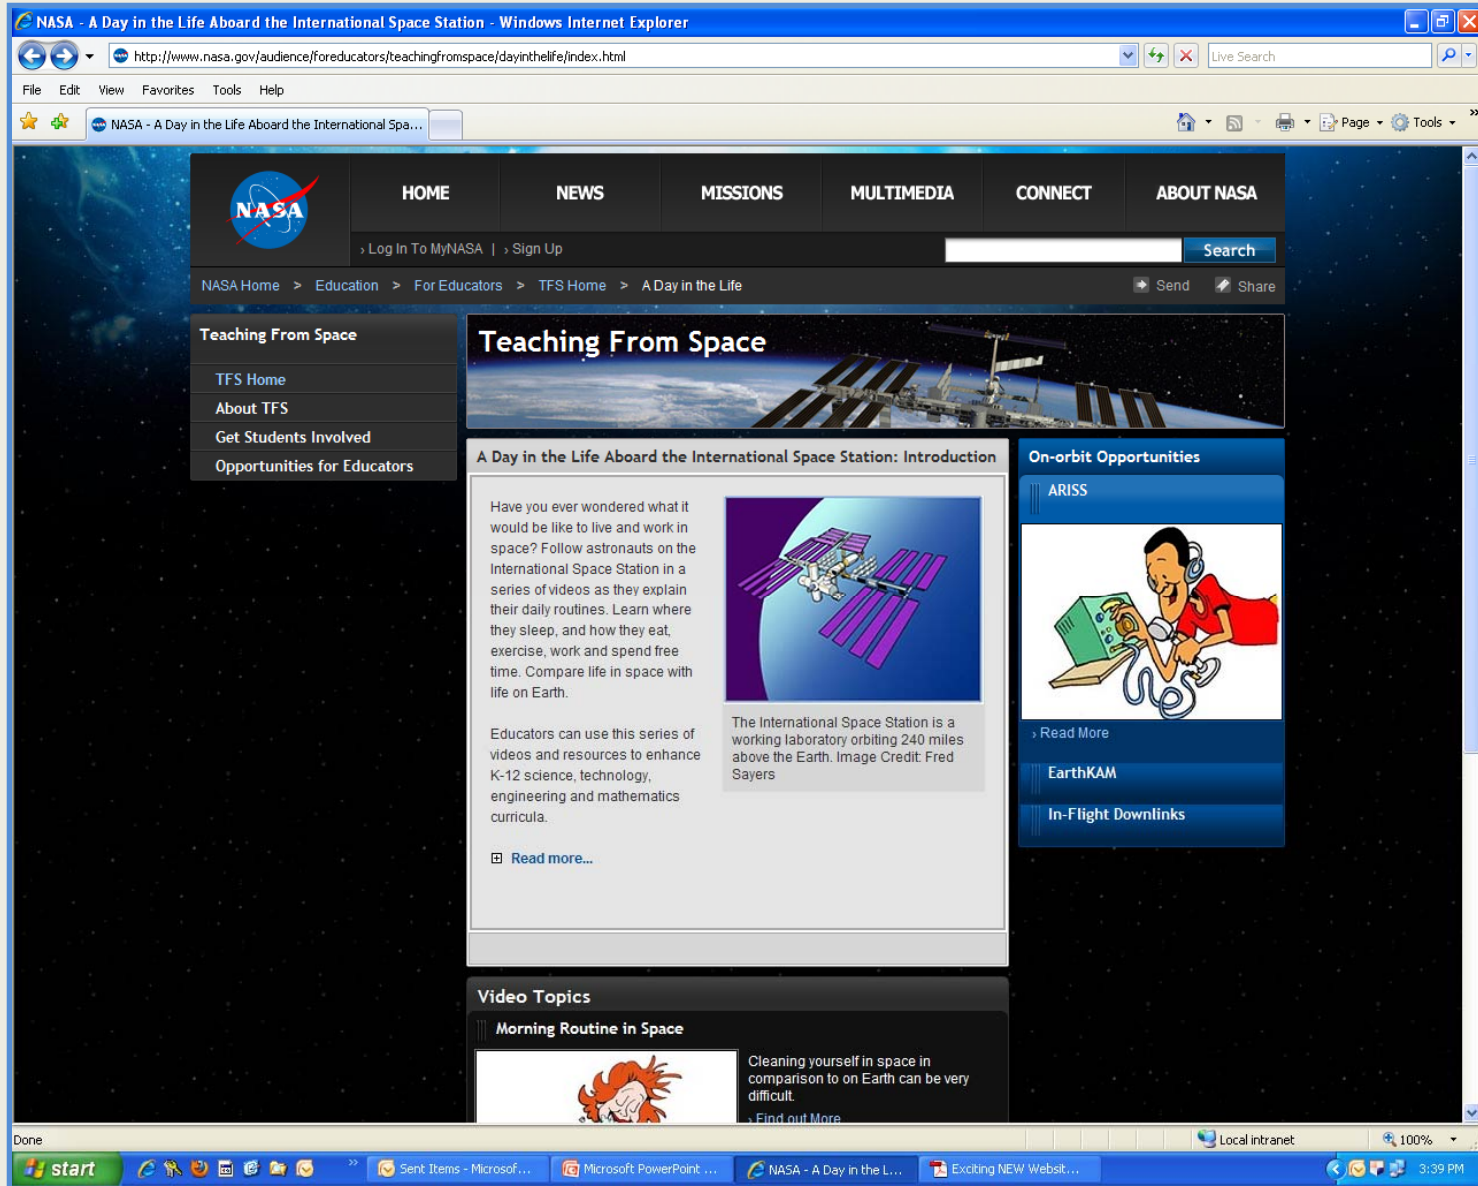 NASA - A Day in the Life Aboard the International Space Station - Windows Internet Explorer
http://www.nasa.gov/audience/foreducators/teachingfromspace/dayinthelife/index.html
Live Search
File Edit View Favorites Tools Help
NASA - A Day in the Life Aboard the International Spa...
Page Tools »
NASA
HOME NEWS MISSIONS MULTIMEDIA CONNECT ABOUT NASA
› Log In To MyNASA | › Sign Up
Search
NASA Home > Education > For Educators > TFS Home > A Day in the Life
Send Share
Teaching From Space
TFS Home
About TFS
Get Students Involved
Opportunities for Educators
Teaching From Space
A Day in the Life Aboard the International Space Station: Introduction
Have you ever wondered what it
would be like to live and work in
space? Follow astronauts on the
International Space Station in a
series of videos as they explain
their daily routines. Learn where
they sleep, and how they eat,
exercise, work and spend free
time. Compare life in space with
life on Earth.
Educators can use this series of
videos and resources to enhance
K-12 science, technology,
engineering and mathematics
curricula.
Read more...
The International Space Station is a
working laboratory orbiting 240 miles
above the Earth. Image Credit: Fred
Sayers
On-orbit Opportunities
ARISS
› Read More
EarthKAM
In-Flight Downlinks
Video Topics
Morning Routine in Space
Cleaning yourself in space in
comparison to on Earth can be very
difficult.
› Find out More
Done
Local intranet
100%
start
»
Sent Items - Microsof...
Microsoft PowerPoint ...
NASA - A Day in the L...
Exciting NEW Websit...
3:39 PM